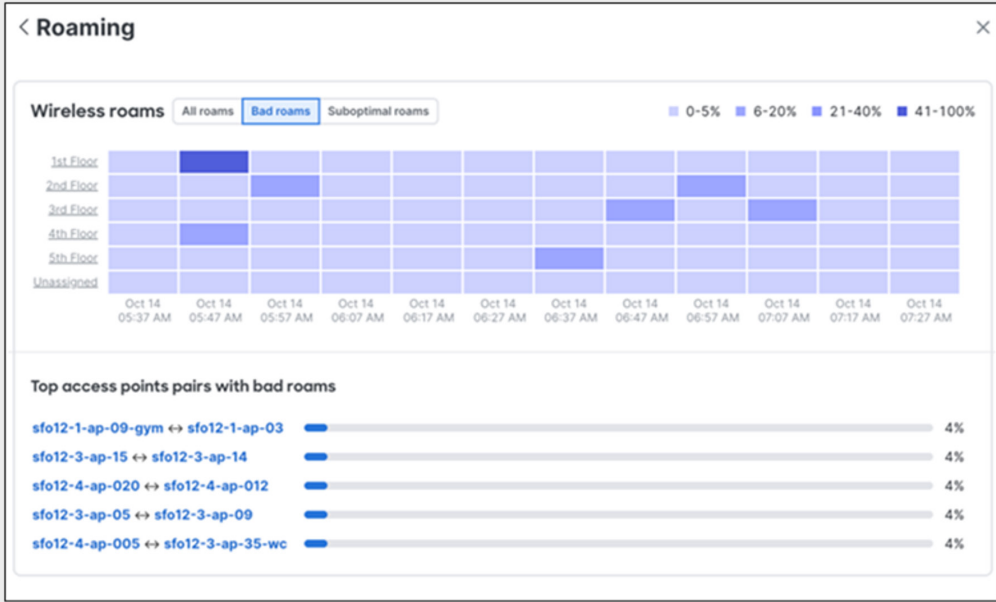 Roaming
Wireless roams All roams Bad roams Suboptimal roams 0-5% 6-20% 21-40% 41-100%
1st Floor
2nd Floor
3rd Floor
4th Floor
5th Floor
Unassigned
Oct 14 Oct 14 Oct 14 Oct 14 Oct 14 Oct 14 Oct 14 Oct 14 Oct 14 Oct 14 Oct 14 Oct 14
05:37 AM 05:47 AM 05:57 AM 06:07 AM 06:17 AM 06:27 AM 06:37 AM 06:47 AM 06:57 AM 07:07 AM 07:17 AM 07:27 AM
Top access points pairs with bad roams
sfo12-1-ap-09-gym ↔ sfo12-1-ap-03 4%
sfo12-3-ap-15 ↔ sfo12-3-ap-14 4%
sfo12-4-ap-020 ↔ sfo12-4-ap-012 4%
sfo12-3-ap-05 ↔ sfo12-3-ap-09 4%
sfo12-4-ap-005 ↔ sfo12-3-ap-35-wc 4%